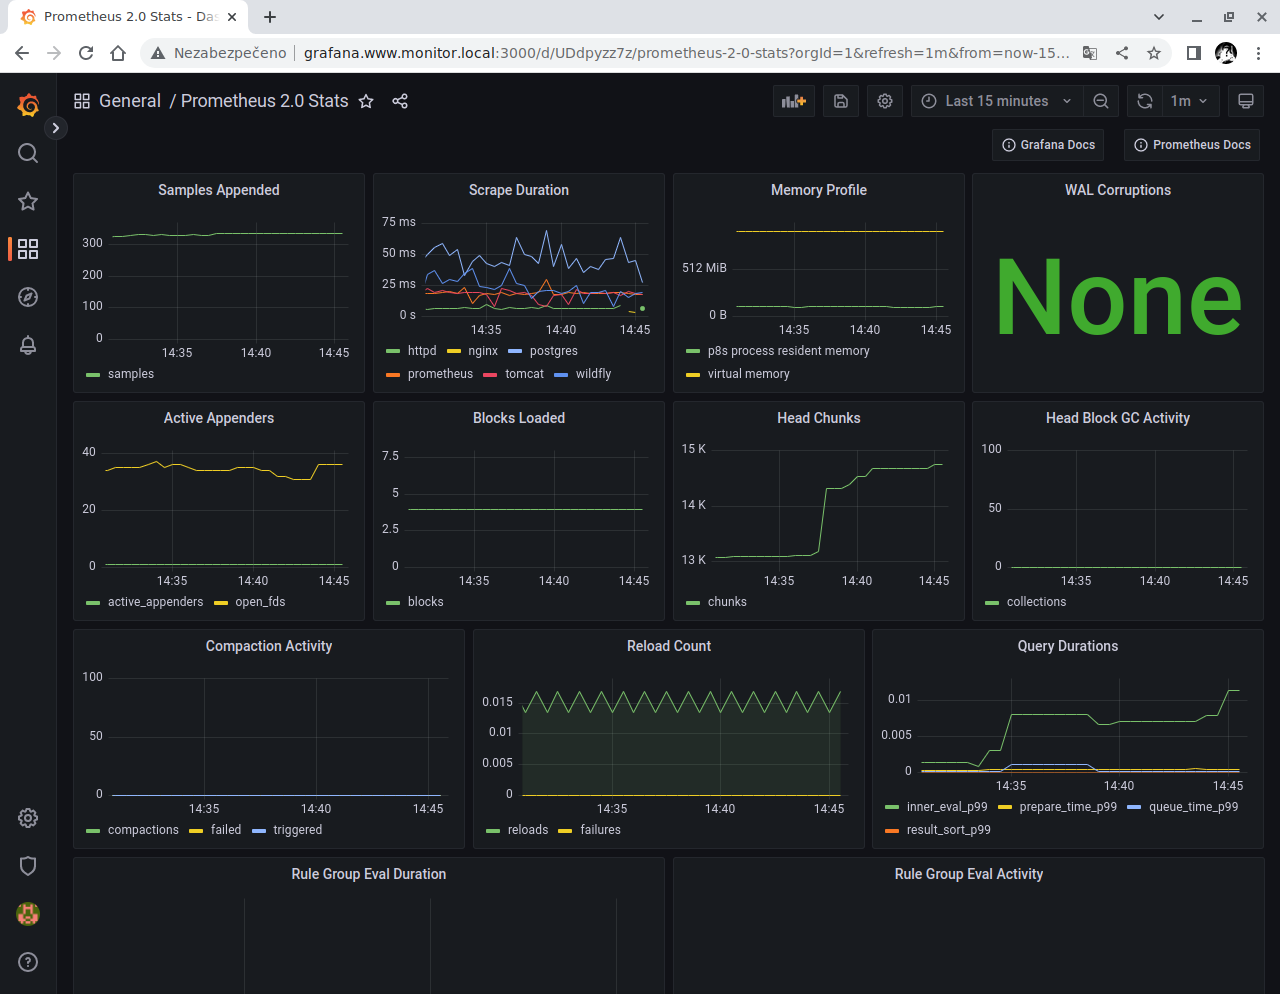 Prometheus 2.0 Stats - Das
Nezabezpečeno
grafana.www.monitor.local:3000/d/UDdpyzz7z/prometheus-2-0-stats?orgId=1&refresh=1m&from=now-15...
General / Prometheus 2.0 Stats
Last 15 minutes
1m
Grafana Docs
Prometheus Docs
Samples Appended
300
200
100
0
14:35 14:40 14:45
samples
Scrape Duration
75 ms
50 ms
25 ms
0 s
14:35 14:40 14:45
httpd nginx postgres
prometheus tomcat wildfly
Memory Profile
512 MiB
0 B
14:35 14:40 14:45
p8s process resident memory
virtual memory
WAL Corruptions
None
Active Appenders
40
20
0
14:35 14:40 14:45
active_appenders open_fds
Blocks Loaded
7.5
5
2.5
0
14:35 14:40 14:45
blocks
Head Chunks
15 K
14 K
13 K
14:35 14:40 14:45
chunks
Head Block GC Activity
100
50
0
14:35 14:40 14:45
collections
Compaction Activity
100
50
0
14:35 14:40 14:45
compactions failed triggered
Reload Count
0.015
0.01
0.005
0
14:35 14:40 14:45
reloads failures
Query Durations
0.01
0.005
0
14:35 14:40 14:45
inner_eval_p99 prepare_time_p99 queue_time_p99
result_sort_p99
Rule Group Eval Duration
Rule Group Eval Activity